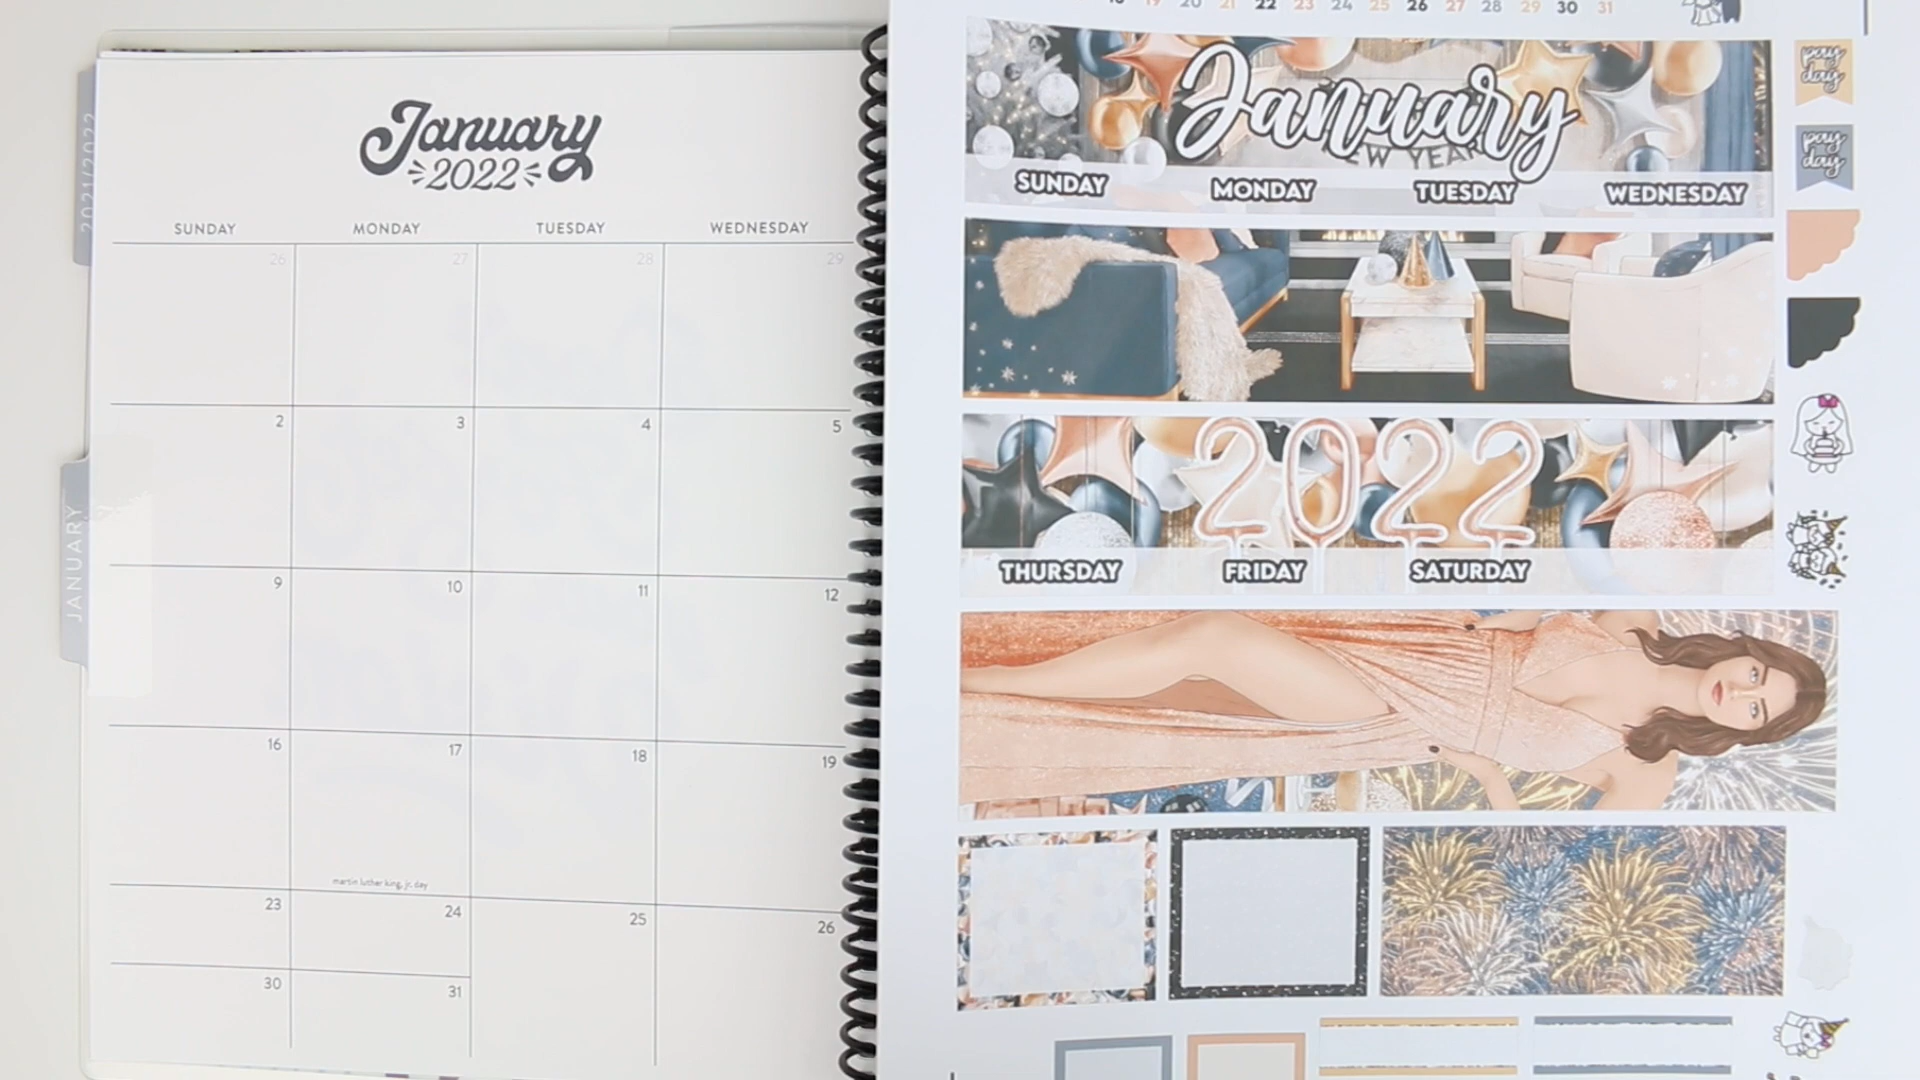 2021/2022
JANUARY
January
2022
SUNDAY MONDAY TUESDAY WEDNESDAY
26 27 28 29
2 3 4 5
9 10 11 12
16 17 18 19
martin luther king, jr. day
23 24 25 26
30 31
18 19 20 21 22 23 24 25 26 27 28 29 30 31
January
EW YEA
SUNDAY MONDAY TUESDAY WEDNESDAY
pay day
pay day
2022
THURSDAY FRIDAY SATURDAY